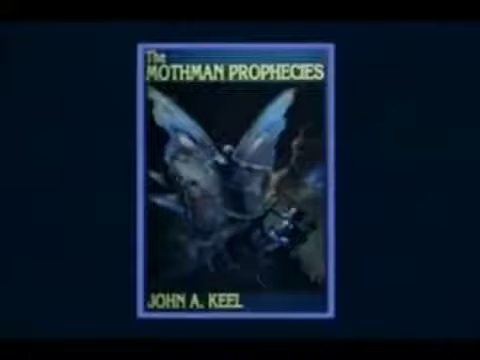 The
MOTHMAN PROPHECIES
JOHN A. KEEL